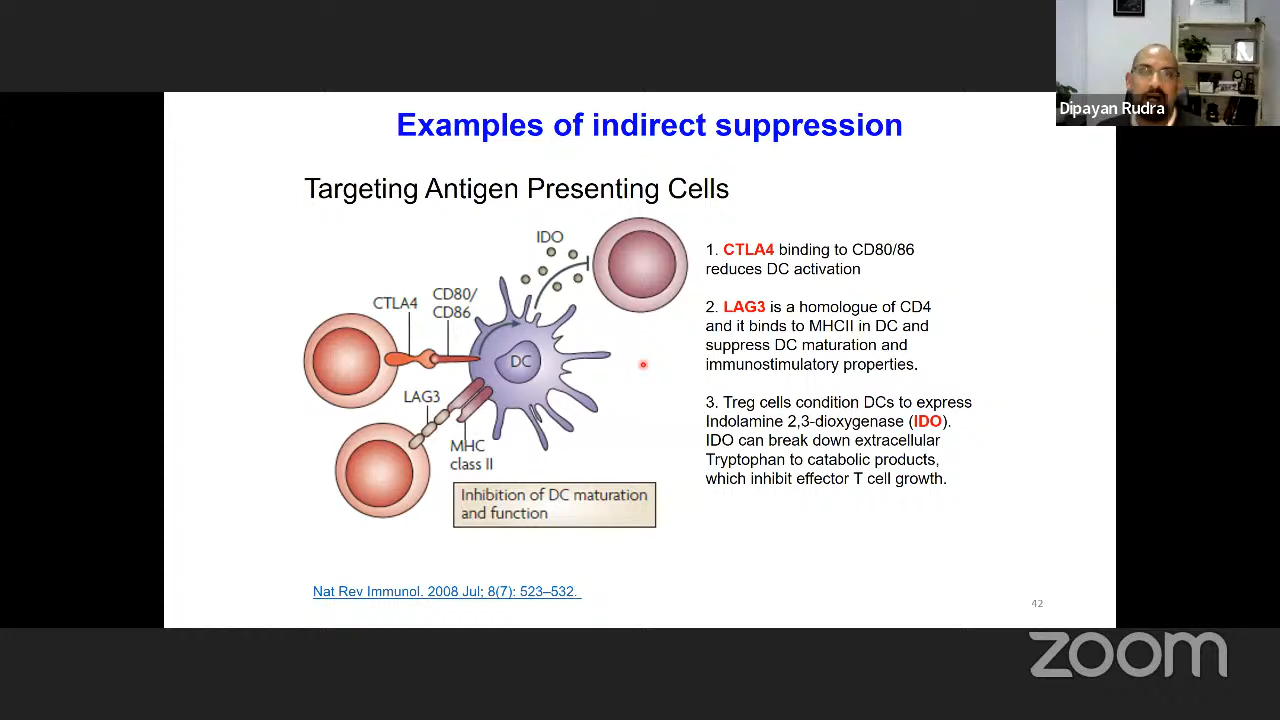 Dipayan Rudra
Examples of indirect suppression
Targeting Antigen Presenting Cells
IDO
CTLA4
CD80/
CD86
DC
LAG3
MHC
class II
Inhibition of DC maturation
and function
1. CTLA4 binding to CD80/86
reduces DC activation
2. LAG3 is a homologue of CD4
and it binds to MHCII in DC and
suppress DC maturation and
immunostimulatory properties.
3. Treg cells condition DCs to express
Indolamine 2,3-dioxygenase (IDO).
IDO can break down extracellular
Tryptophan to catabolic products,
which inhibit effector T cell growth.
Nat Rev Immunol. 2008 Jul; 8(7): 523–532.
42
zoom